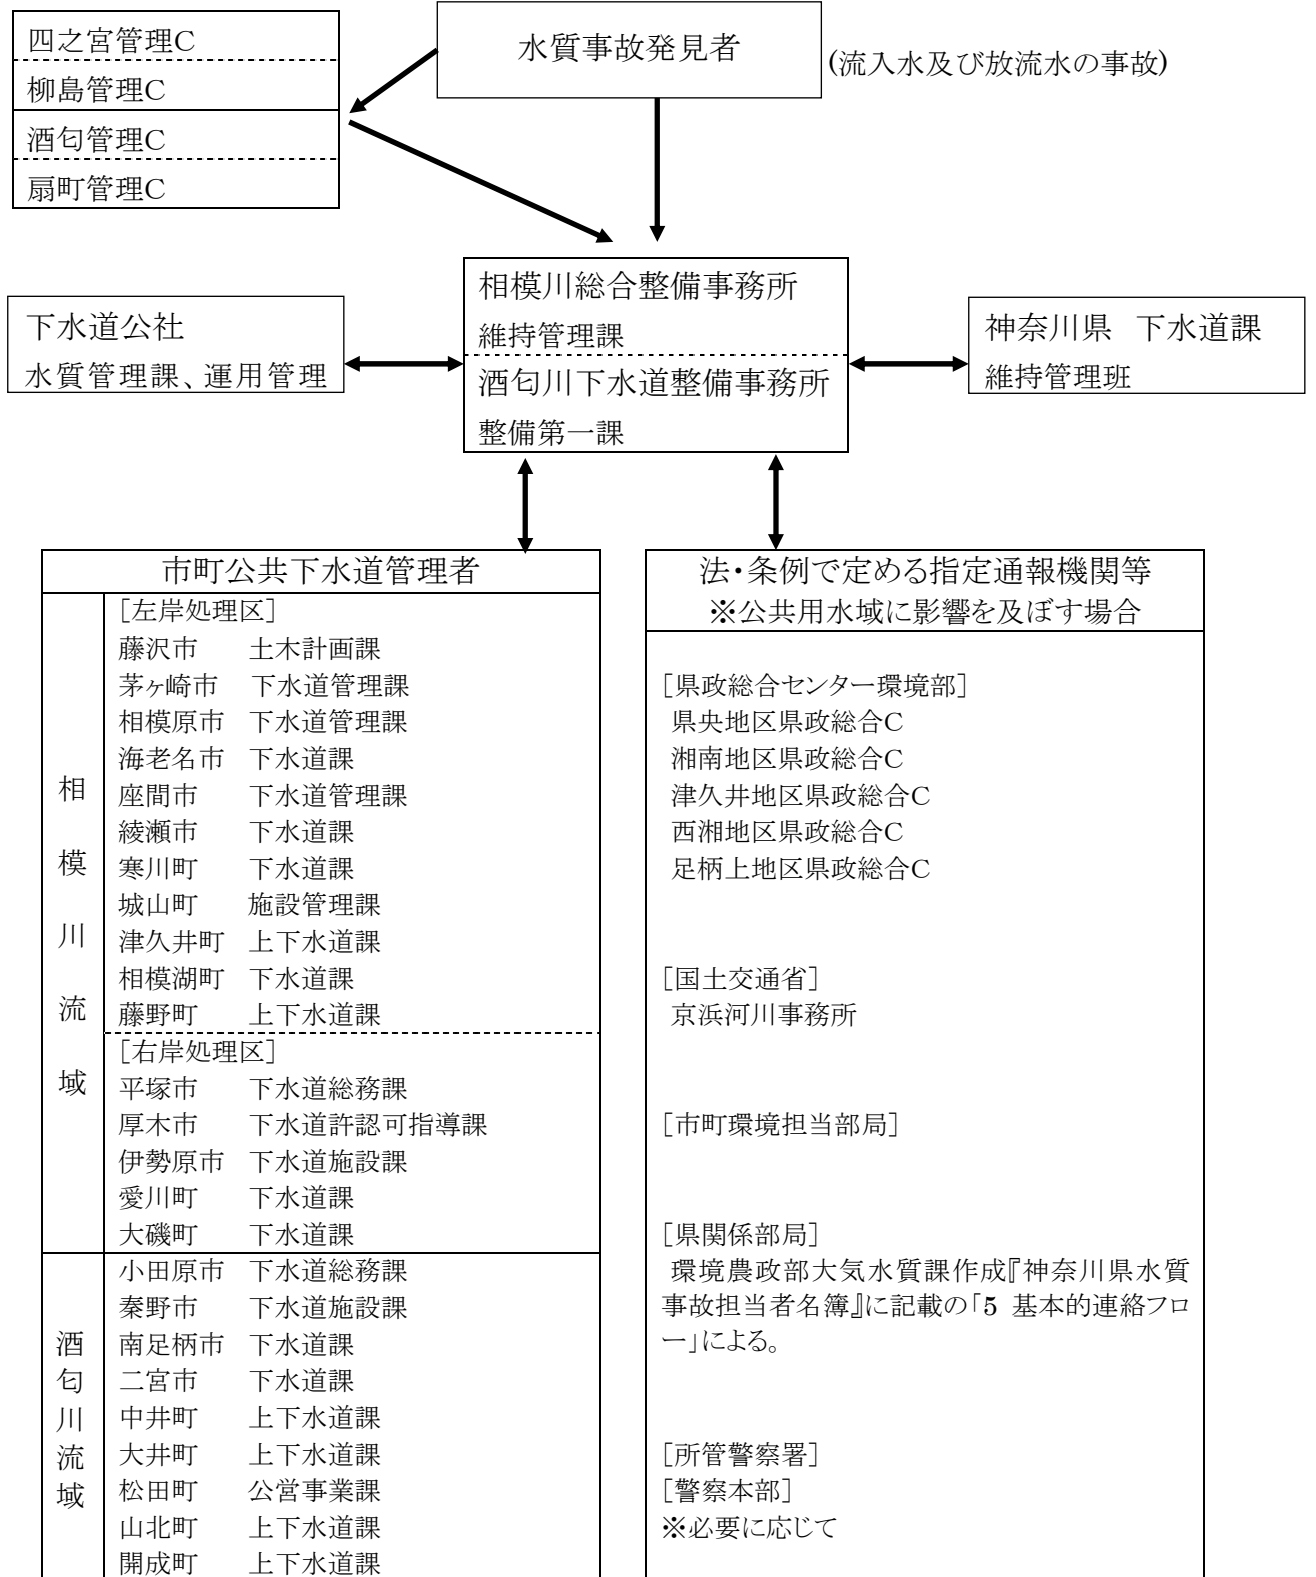 四之宮管理C
柳島管理C
酒匂管理C
扇町管理C
水質事故発見者
(流入水及び放流水の事故)
相模川総合整備事務所
維持管理課
酒匂川下水道整備事務所
整備第一課
下水道公社
水質管理課、運用管理
神奈川県 下水道課
維持管理班
市町公共下水道管理者
相模川流域
[左岸処理区]
藤沢市 土木計画課
茅ヶ崎市 下水道管理課
相模原市 下水道管理課
海老名市 下水道課
座間市 下水道管理課
綾瀬市 下水道課
寒川町 下水道課
城山町 施設管理課
津久井町 上下水道課
相模湖町 下水道課
藤野町 上下水道課
[右岸処理区]
平塚市 下水道総務課
厚木市 下水道許認可指導課
伊勢原市 下水道施設課
愛川町 下水道課
大磯町 下水道課
酒匂川流域
小田原市 下水道総務課
秦野市 下水道施設課
南足柄市 下水道課
二宮市 下水道課
中井町 上下水道課
大井町 上下水道課
松田町 公営事業課
山北町 上下水道課
開成町 上下水道課
法・条例で定める指定通報機関等
※公共用水域に影響を及ぼす場合
[県政総合センター環境部]
県央地区県政総合C
湘南地区県政総合C
津久井地区県政総合C
西湘地区県政総合C
足柄上地区県政総合C
[国土交通省]
京浜河川事務所
[市町環境担当部局]
[県関係部局]
環境農政部大気水質課作成『神奈川県水質
事故担当者名簿』に記載の「5 基本的連絡フロ
ー」による。
[所管警察署]
[警察本部]
※必要に応じて